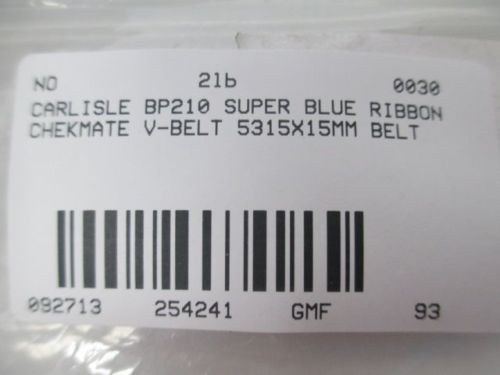 NO 21b 0030
CARLISLE BP210 SUPER BLUE RIBBON
CHEKMATE V-BELT 5315X15MM BELT
092713 254241 GMF 93